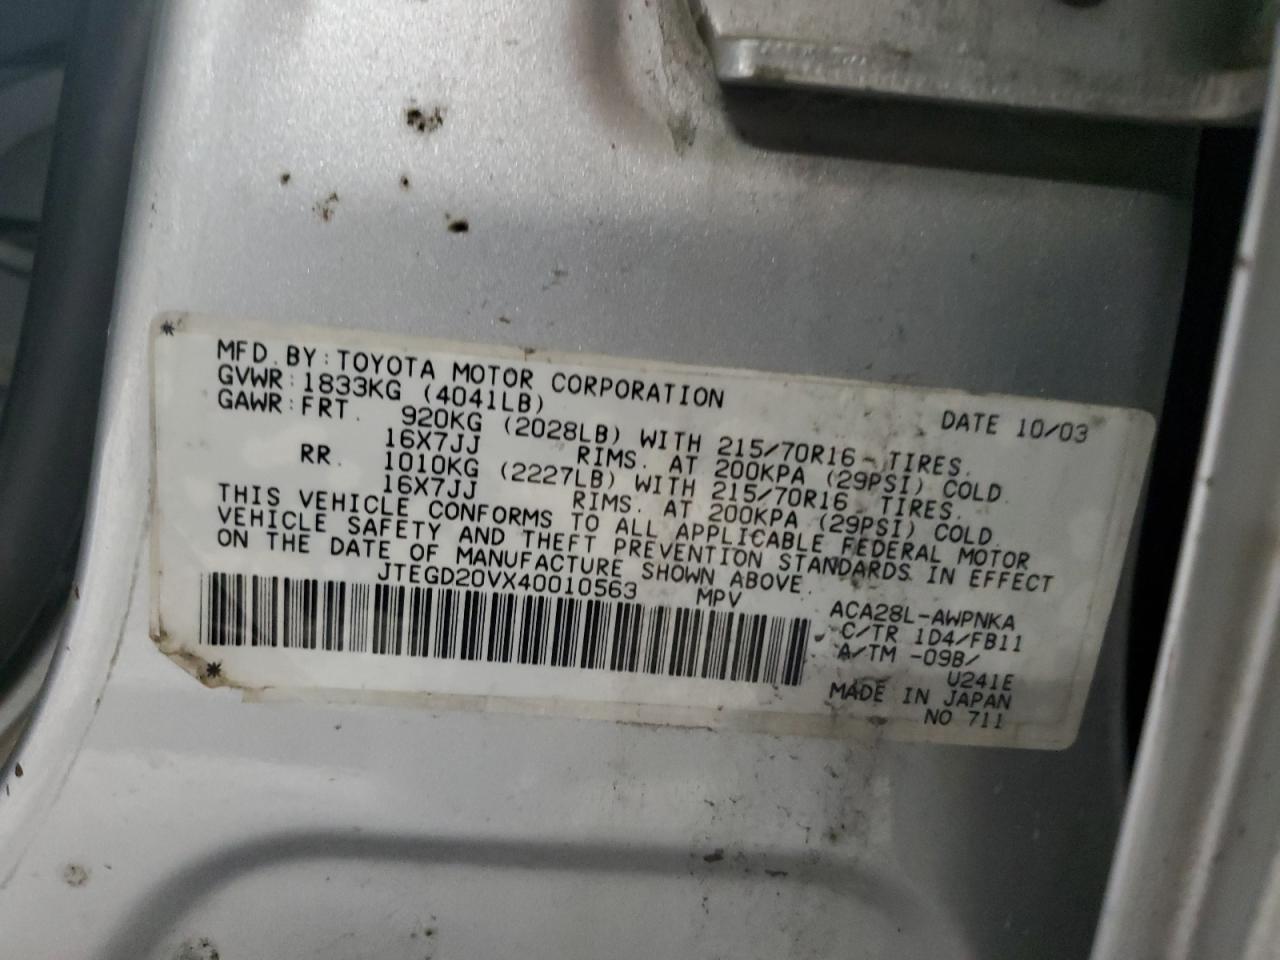 MFD. BY: TOYOTA MOTOR CORPORATION DATE 10/03
GVWR: 1833KG (4041LB)
GAWR: FRT. 920KG (2028LB) WITH 215/70R16 TIRES.
16X7JJ RIMS. AT 200KPA (29PSI) COLD.
RR. 1010KG (2227LB) WITH 215/70R16 TIRES.
16X7JJ RIMS. AT 200KPA (29PSI) COLD.
THIS VEHICLE CONFORMS TO ALL APPLICABLE FEDERAL MOTOR
VEHICLE SAFETY AND THEFT PREVENTION STANDARDS IN EFFECT
ON THE DATE OF MANUFACTURE SHOWN ABOVE.
JTEGD20VX40010563 MPV
ACA28L-AWPNKA
C/TR 1D4/FB11
A/TM -09B/
U241E
MADE IN JAPAN
NO 711